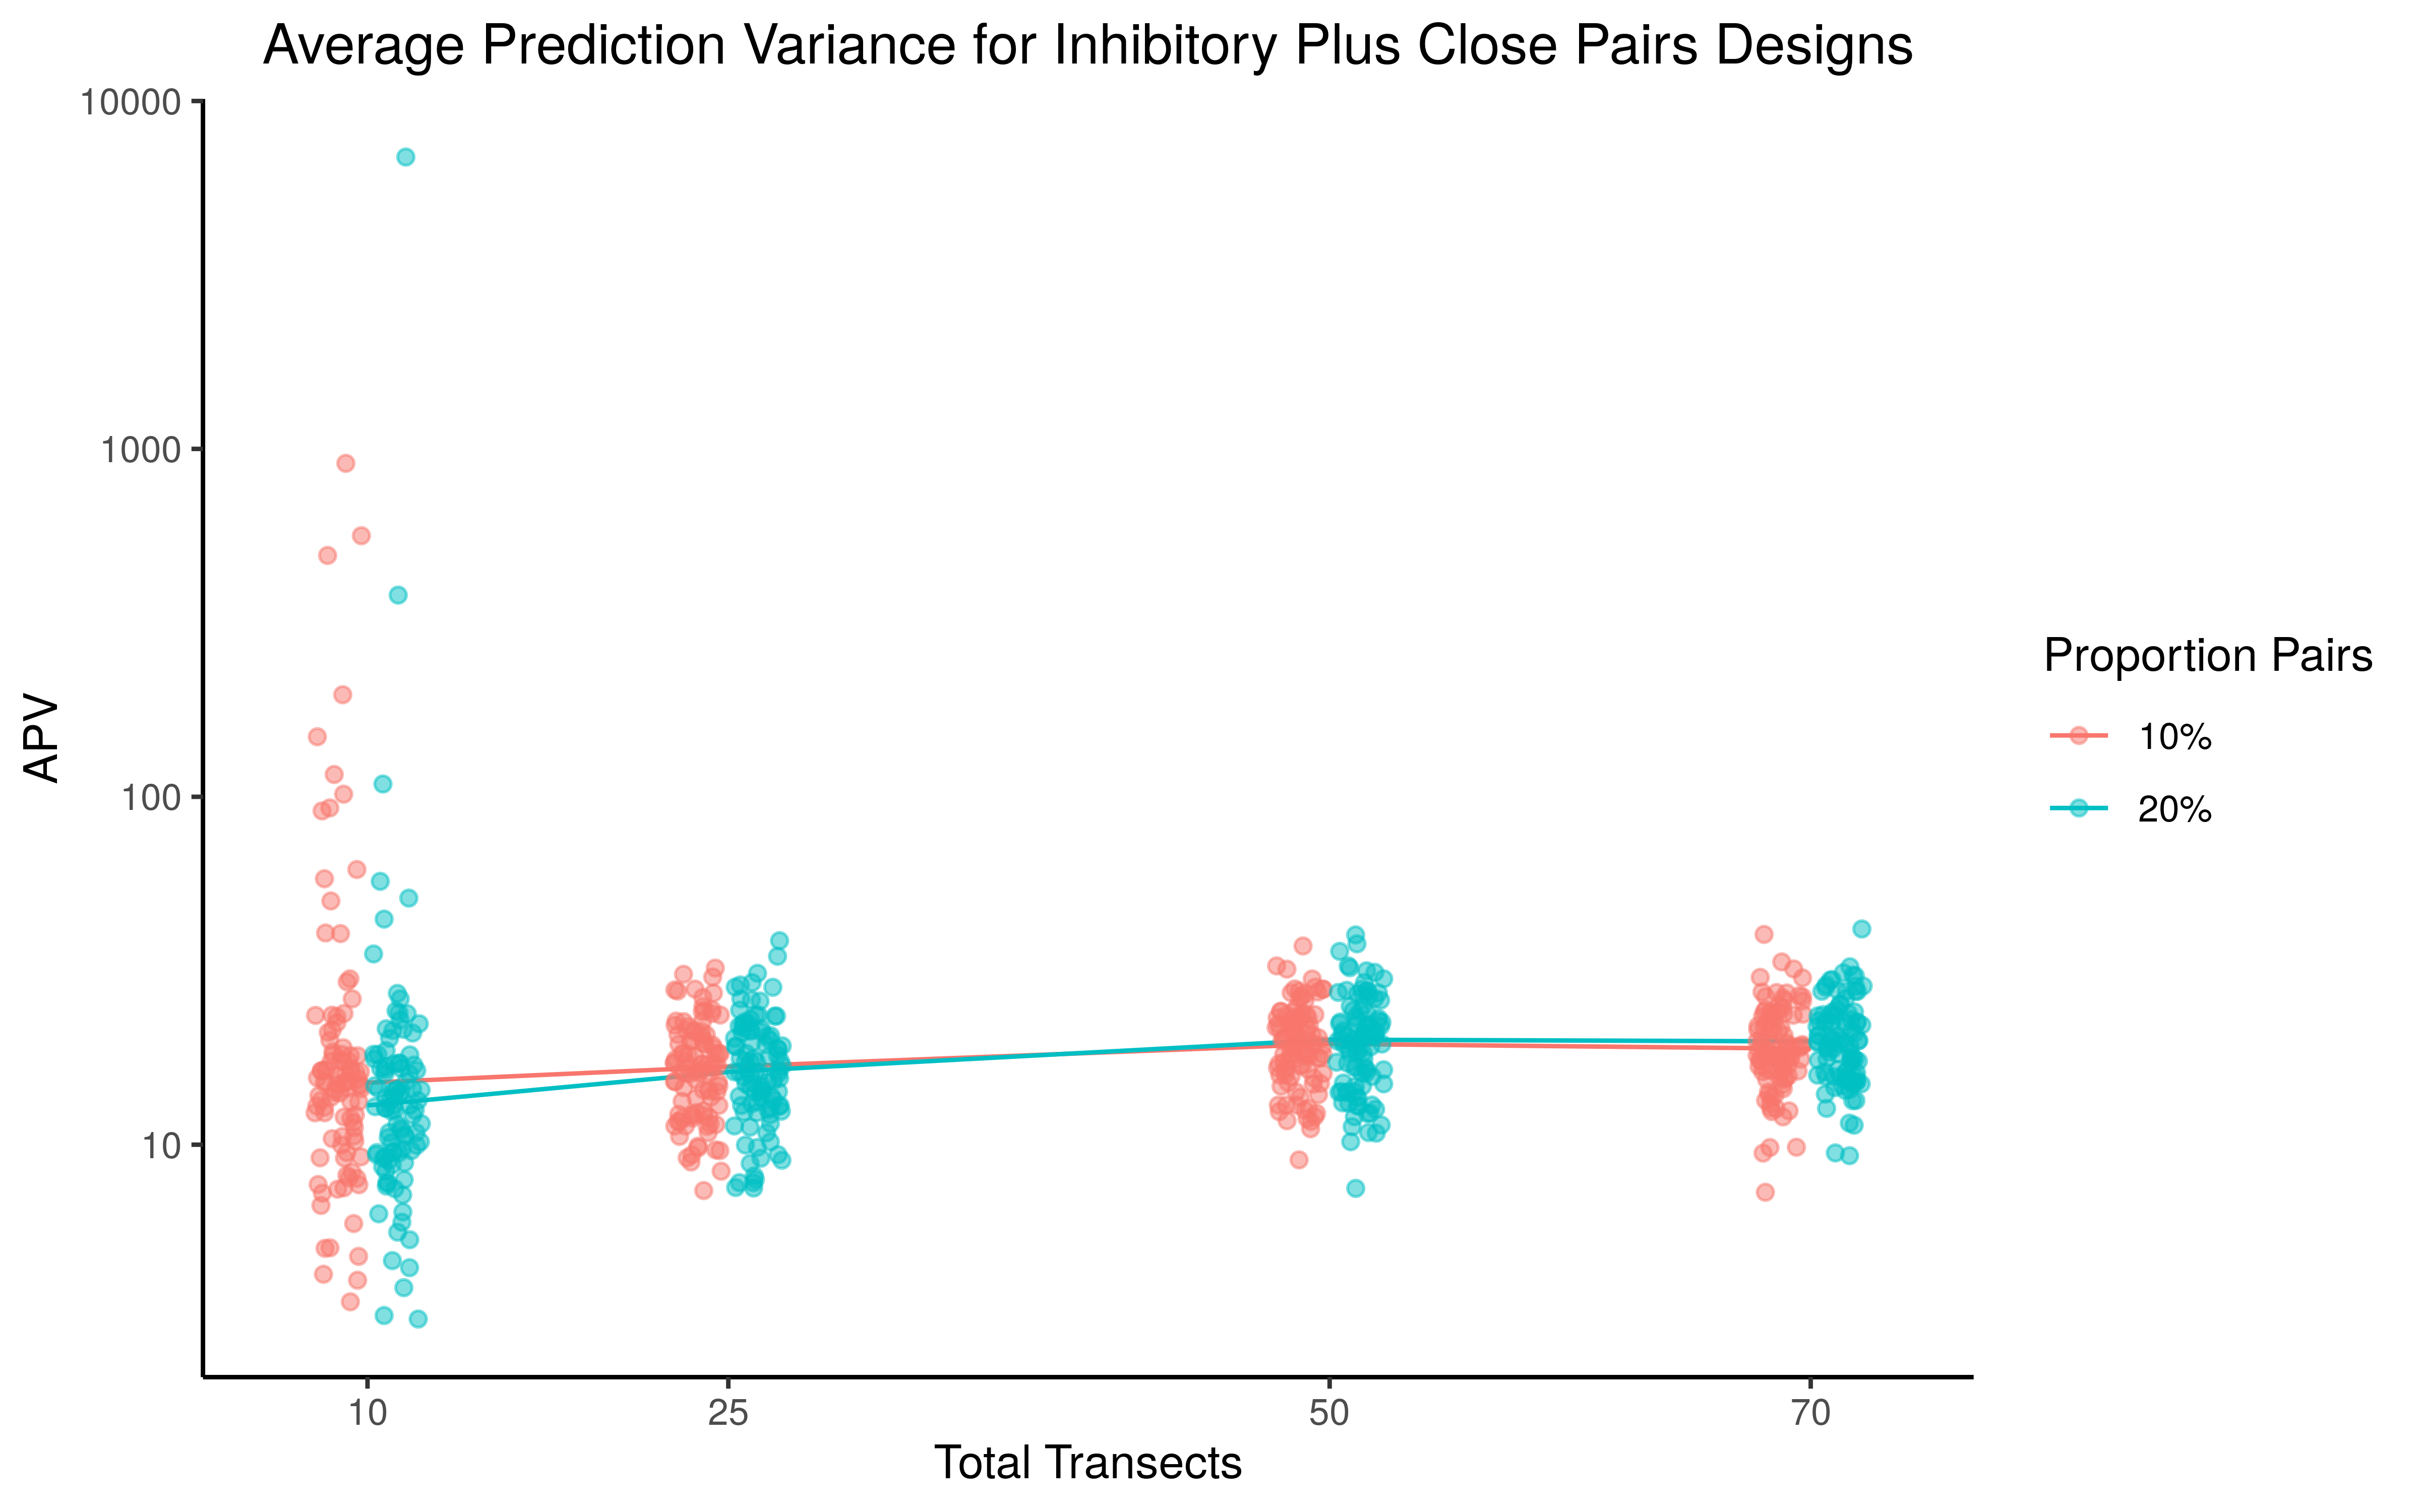 Average Prediction Variance for Inhibitory Plus Close Pairs Designs
10000
1000
100
10
APV
10 25 50 70
Total Transects
Proportion Pairs
10%
20%